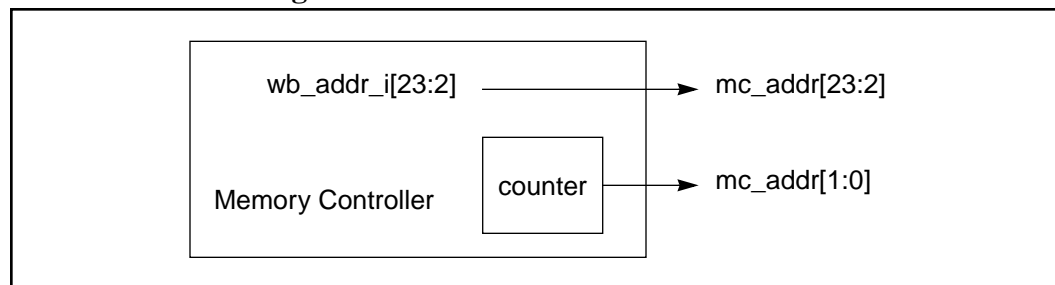 wb_addr_i[23:2] mc_addr[23:2]
counter mc_addr[1:0]
Memory Controller